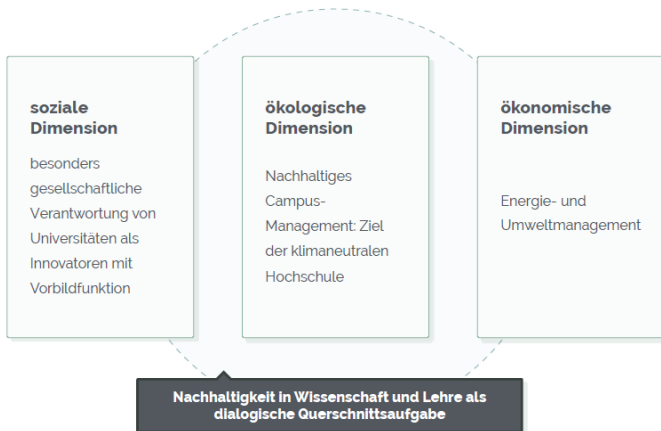 soziale
Dimension
besonders
gesellschaftliche
Verantwortung von
Universitäten als
Innovatoren mit
Vorbildfunktion
ökologische
Dimension
Nachhaltiges
Campus-
Management: Ziel
der klimaneutralen
Hochschule
ökonomische
Dimension
Energie- und
Umweltmanagement
Nachhaltigkeit in Wissenschaft und Lehre als
dialogische Querschnittsaufgabe